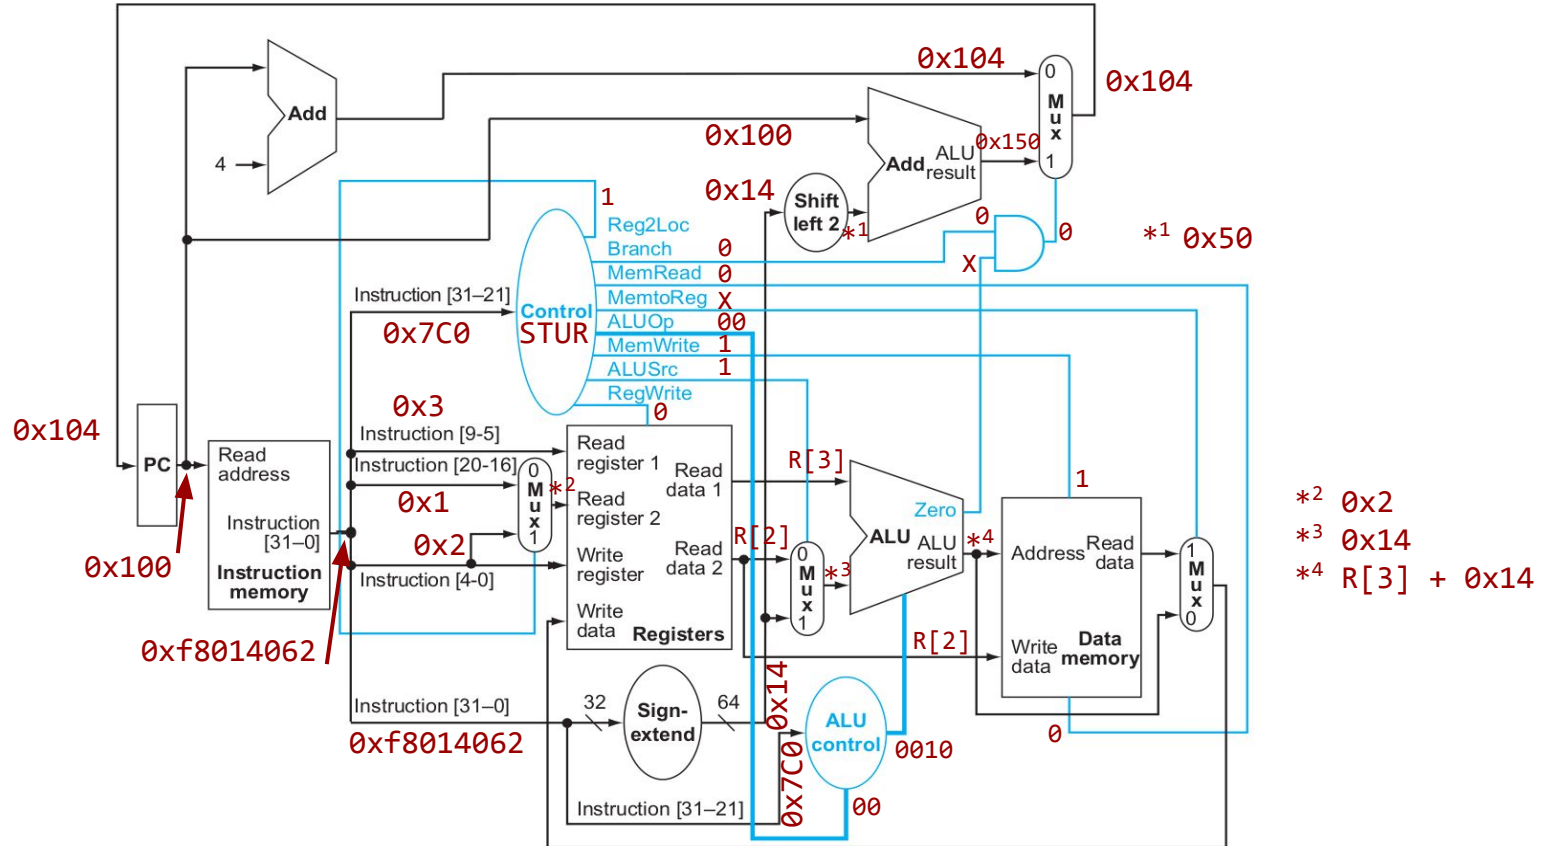 0x104
0x104
Add
4
0
Mux
1
0x100
Add
ALU result
0x150
0x14
Shift left 2
*1
1
Reg2Loc
Branch 0
MemRead 0
MemtoReg X
ALUOp 00
MemWrite 1
ALUSrc 1
RegWrite
0
0
X
0
*1 0x50
Instruction [31–21]
0x7C0
Control
STUR
0x104
PC
0x100
Read address
Instruction [31–0]
Instruction memory
0xf8014062
0x3
Instruction [9-5]
Instruction [20-16]
0x1
0x2
Instruction [4-0]
0
Mux
1
*2
Read register 1
Read register 2
Write register
Write data
Read data 1
Read data 2
Registers
R[3]
R[2]
0
Mux
1
*3
Zero
ALU
ALU result
*4
1
Address
Read data
Write data
Data memory
R[2]
0
1
Mux
0
*2 0x2
*3 0x14
*4 R[3] + 0x14
Instruction [31–0]
0xf8014062
32
Sign-extend
64
0x14
0x7C0
ALU control
0010
00
Instruction [31–21]